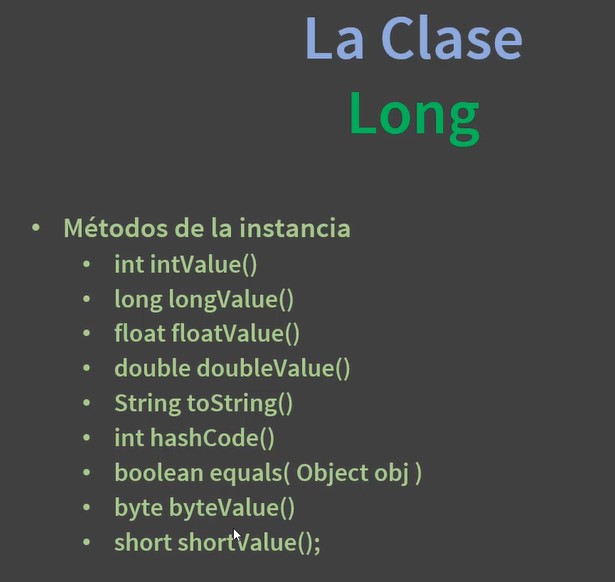 La Clase
Long
• Métodos de la instancia
• int intValue()
• long longValue()
• float floatValue()
• double doubleValue()
• String toString()
• int hashCode()
• boolean equals( Object obj )
• byte byteValue()
• short shortValue();